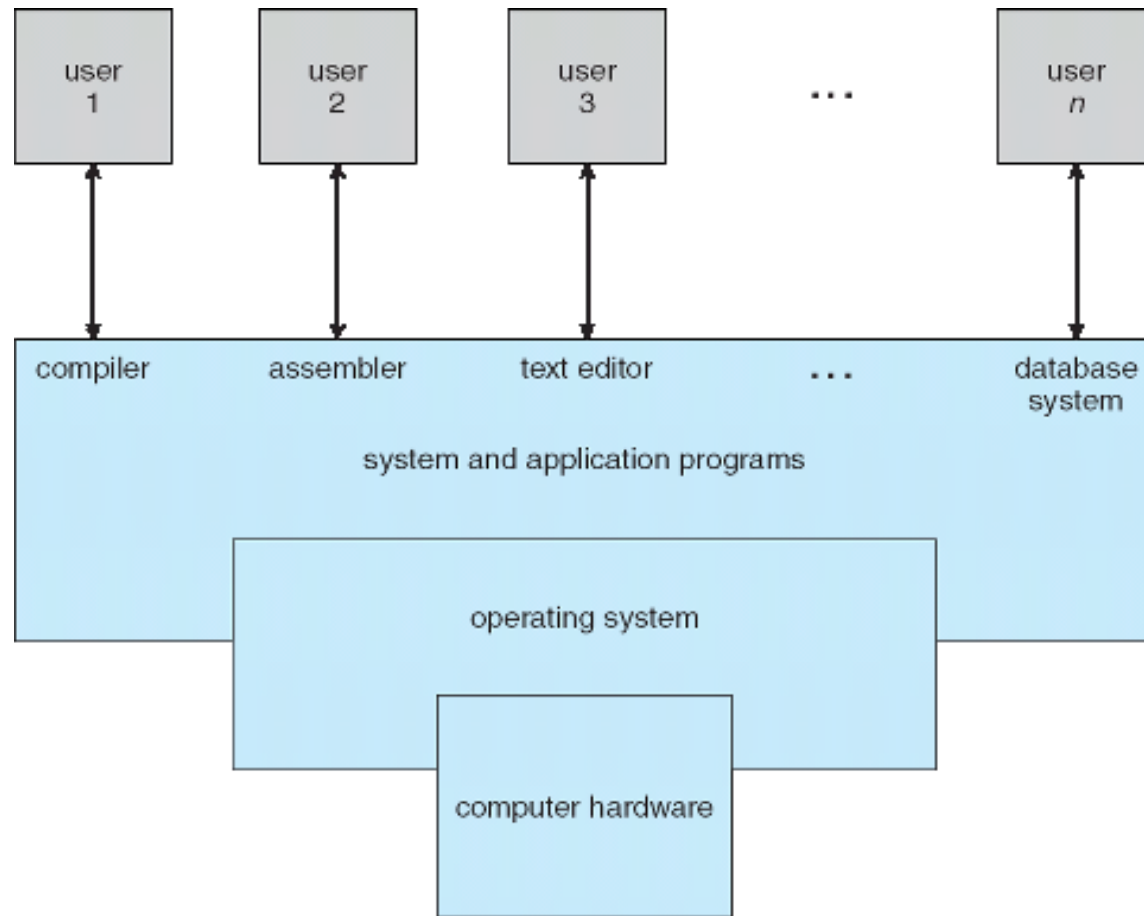 user
1
user
2
user
3
...
user
n
compiler
assembler
text editor
...
database
system
system and application programs
operating system
computer hardware